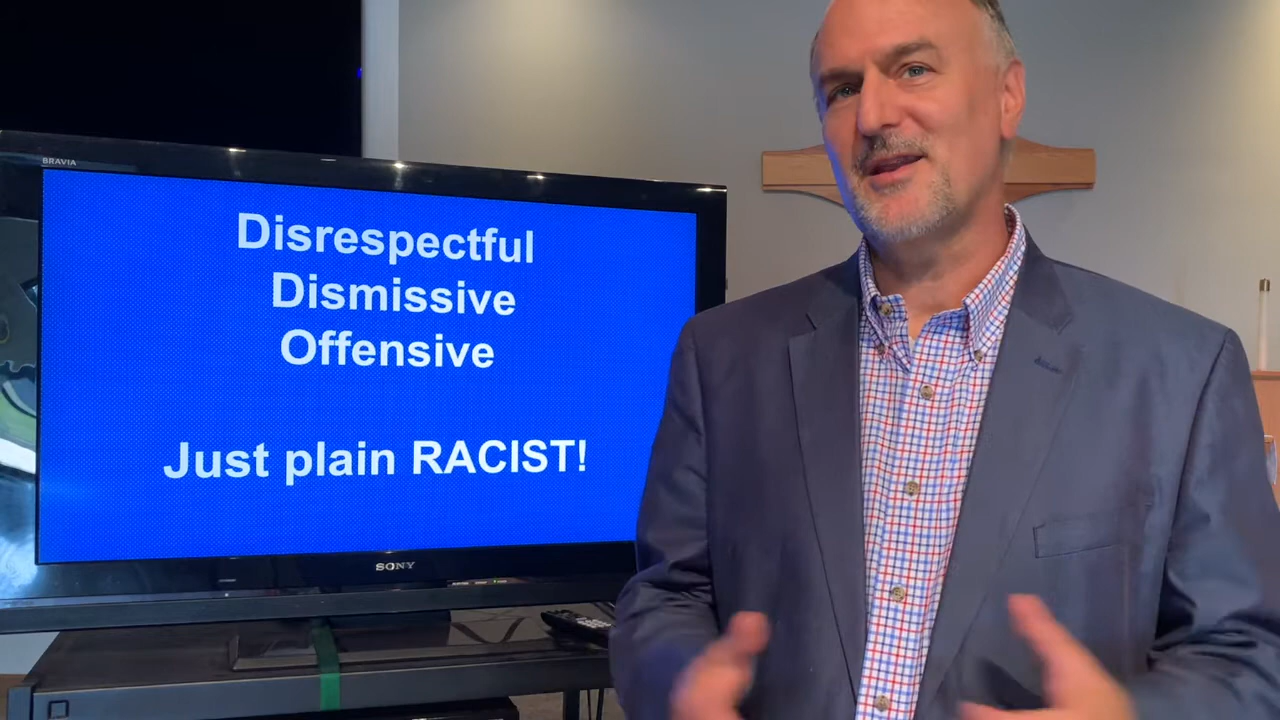 BRAVIA
Disrespectful
Dismissive
Offensive
Just plain RACIST!
SONY